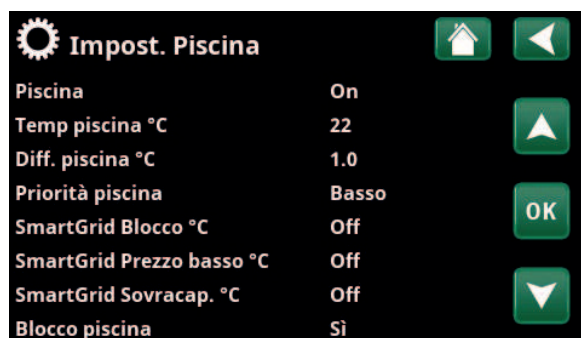 Impost. Piscina
Piscina On
Temp piscina °C 22
Diff. piscina °C 1.0
Priorità piscina Basso
OK
SmartGrid Blocco °C Off
SmartGrid Prezzo basso °C Off
SmartGrid Sovracap. °C Off
Blocco piscina Sì